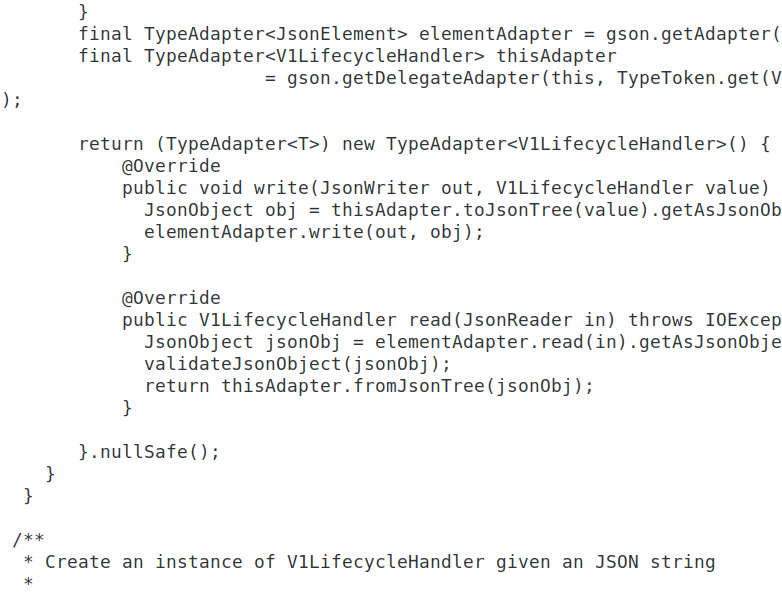 }
       final TypeAdapter<JsonElement> elementAdapter = gson.getAdapter(
       final TypeAdapter<V1LifecycleHandler> thisAdapter
                        = gson.getDelegateAdapter(this, TypeToken.get(V
);

       return (TypeAdapter<T>) new TypeAdapter<V1LifecycleHandler>() {
           @Override
           public void write(JsonWriter out, V1LifecycleHandler value)
             JsonObject obj = thisAdapter.toJsonTree(value).getAsJsonOb
             elementAdapter.write(out, obj);
           }

           @Override
           public V1LifecycleHandler read(JsonReader in) throws IOExcep
             JsonObject jsonObj = elementAdapter.read(in).getAsJsonObje
             validateJsonObject(jsonObj);
             return thisAdapter.fromJsonTree(jsonObj);
           }

       }.nullSafe();
    }
  }

 /**
  * Create an instance of V1LifecycleHandler given an JSON string
  *